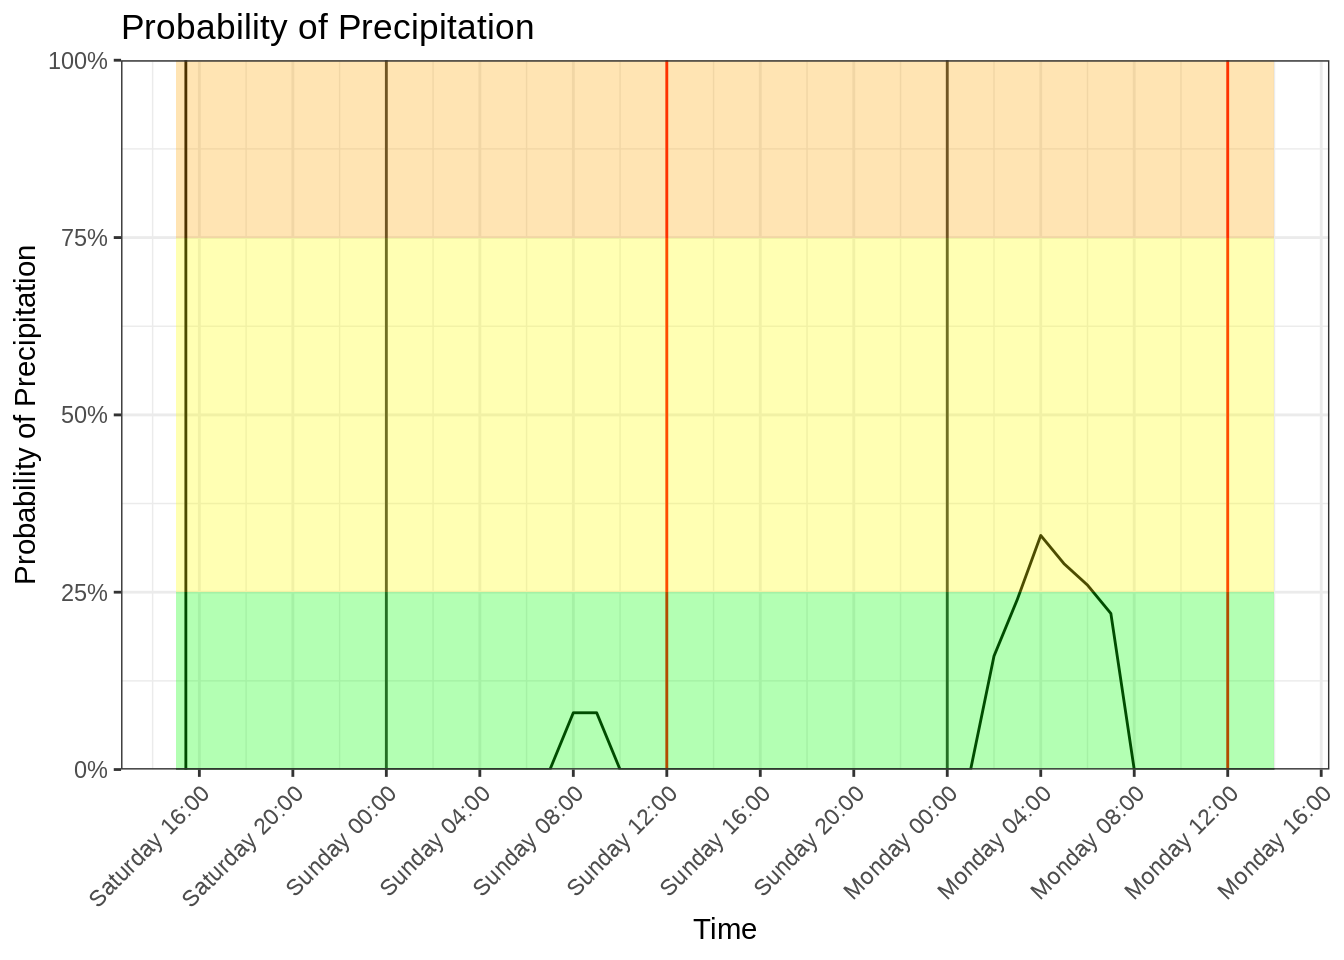 Probability of Precipitation
Probability of Precipitation
100%
75%
50%
25%
0%
Saturday 16:00
Saturday 20:00
Sunday 00:00
Sunday 04:00
Sunday 08:00
Sunday 12:00
Sunday 16:00
Sunday 20:00
Monday 00:00
Monday 04:00
Monday 08:00
Monday 12:00
Monday 16:00
Time